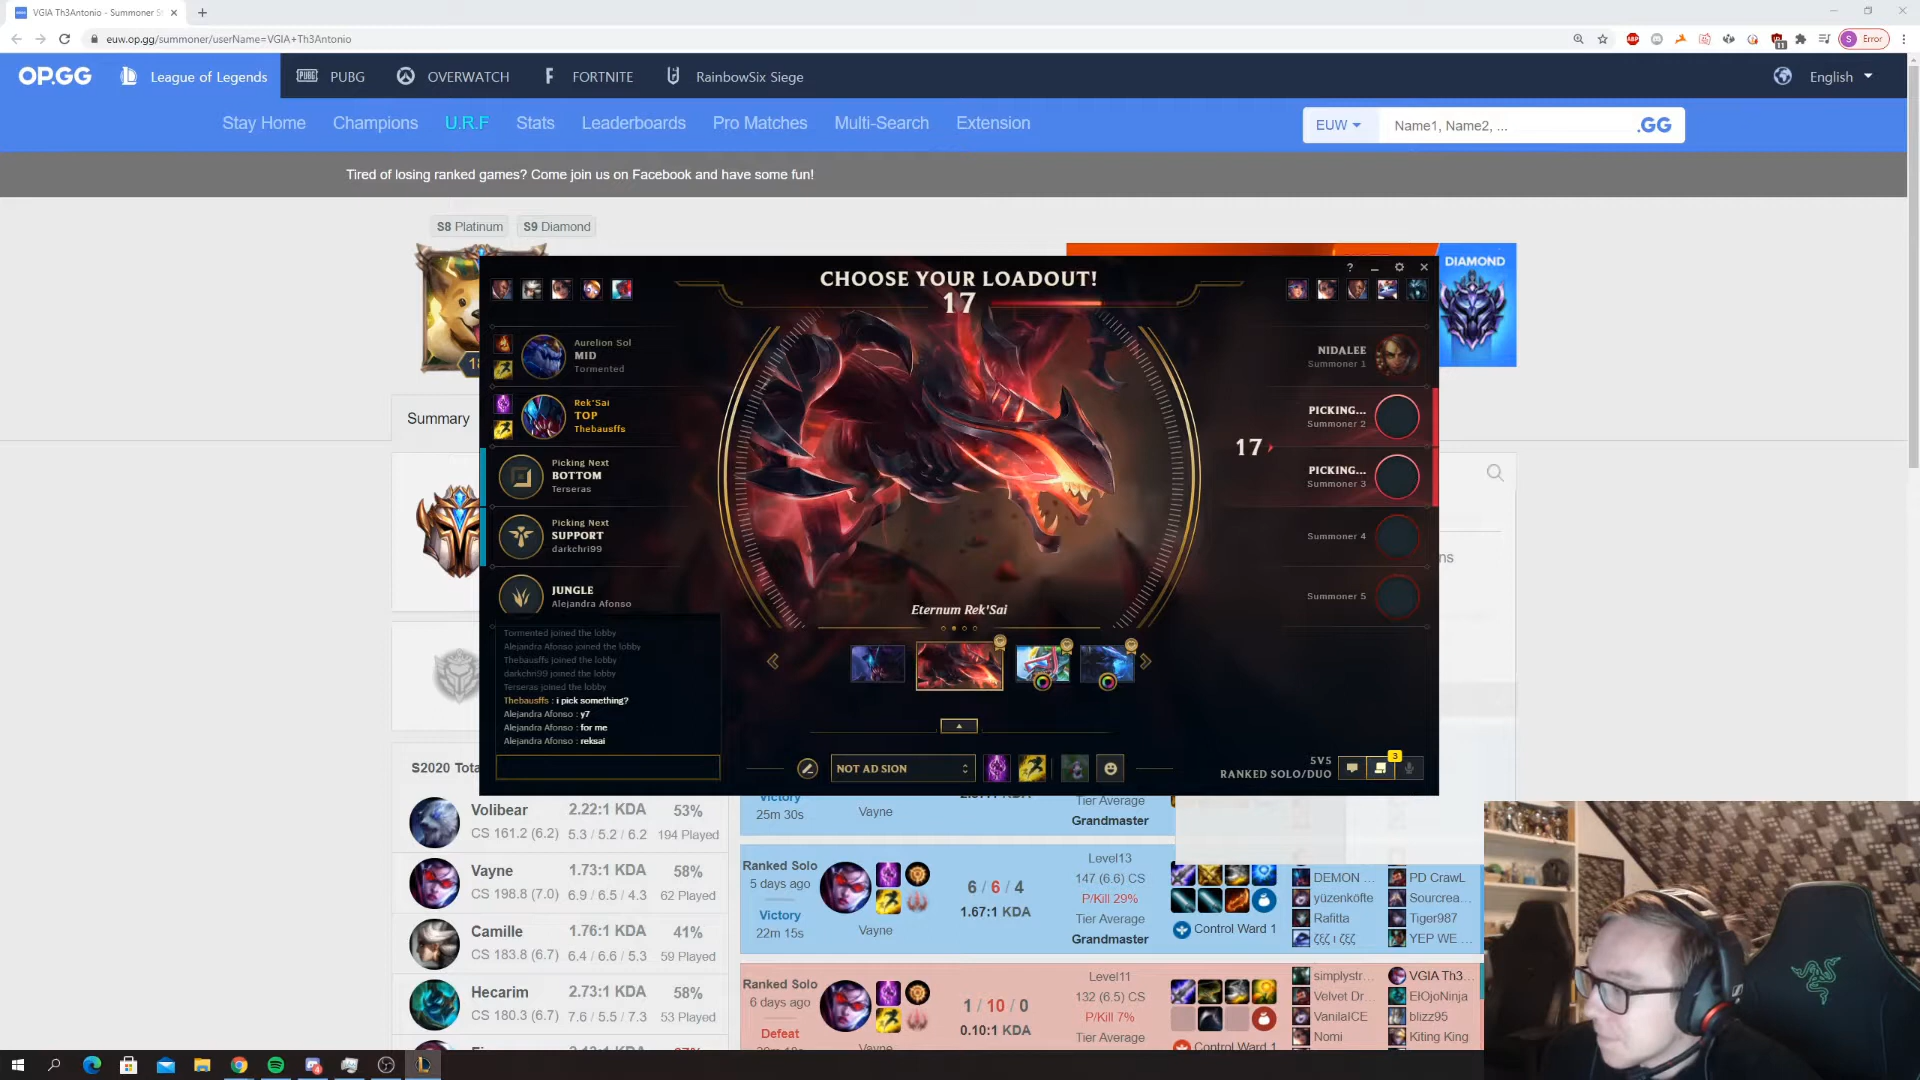 VGIA Th3Antonio - Summoner S
euw.op.gg/summoner/userName=VGIA+Th3Antonio
ABP
11
S
Error
OP.GG
League of Legends
PUBG
OVERWATCH
FORTNITE
RainbowSix Siege
English
Stay Home
Champions
U.R.F
Stats
Leaderboards
Pro Matches
Multi-Search
Extension
EUW
Name1, Name2, ...
.GG
Tired of losing ranked games? Come join us on Facebook and have some fun!
S8 Platinum
S9 Diamond
DIAMOND
CHOOSE YOUR LOADOUT!
17
Aurelion Sol
MID
Tormented
Rek'Sai
TOP
Thebausffs
Picking Next
BOTTOM
Terseras
Picking Next
SUPPORT
darkchri99
JUNGLE
Alejandra Afonso
NIDALEE
Summoner 1
PICKING...
Summoner 2
17
PICKING...
Summoner 3
Summoner 4
Summoner 5
Summary
ns
Eternum Rek'Sai
Tormented joined the lobby
Alejandra Afonso joined the lobby
Thebausffs joined the lobby
darkchri99 joined the lobby
Terseras joined the lobby
Thebausffs : i pick something?
Alejandra Afonso : y7
Alejandra Afonso : for me
Alejandra Afonso : reksai
NOT AD SION
5V5
RANKED SOLO/DUO
3
S2020 Tota
Volibear
2.22:1 KDA
53%
CS 161.2 (6.2)
5.3 / 5.2 / 6.2
194 Played
Vayne
1.73:1 KDA
58%
CS 198.8 (7.0)
6.9 / 6.5 / 4.3
62 Played
Camille
1.76:1 KDA
41%
CS 183.8 (6.7)
6.4 / 6.6 / 5.3
59 Played
Hecarim
2.73:1 KDA
58%
CS 180.3 (6.7)
7.6 / 5.5 / 7.3
53 Played
Victory
25m 30s
Vayne
Tier Average
Grandmaster
Ranked Solo
5 days ago
Victory
22m 15s
Vayne
6 / 6 / 4
1.67:1 KDA
Level13
147 (6.6) CS
P/Kill 29%
Tier Average
Grandmaster
Control Ward 1
DEMON ...
yüzenköfte
Rafitta
PD CrawL
Sourcrea...
Tiger987
YEP WE ...
Ranked Solo
6 days ago
Defeat
Vayne
1 / 10 / 0
0.10:1 KDA
Level11
132 (6.5) CS
P/Kill 7%
Tier Average
Control Ward 1
simplystr...
Velvet Dr...
VanilaICE
Nomi
VGIA Th3...
ElOjoNinja
blizz95
Kiting King